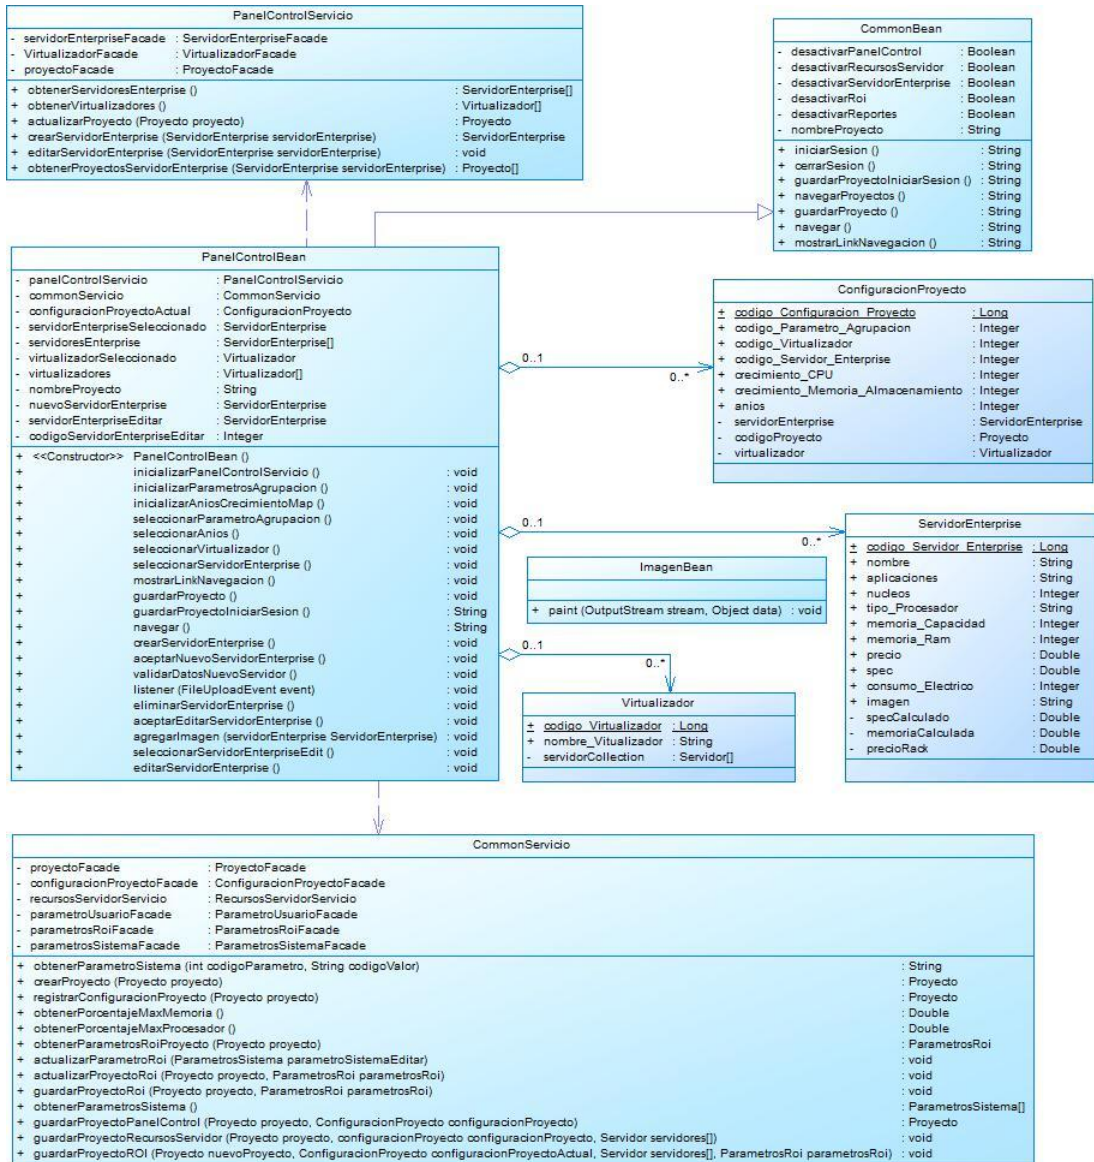 PanelControlServicio
- servidorEnterpriseFacade : ServidorEnterpriseFacade
- VirtualizadorFacade : VirtualizadorFacade
- proyectoFacade : ProyectoFacade
+ obtenerServidoresEnterprise () : ServidorEnterprise[]
+ obtenerVirtualizadores () : Virtualizador[]
+ actualizarProyecto (Proyecto proyecto) : Proyecto
+ crearServidorEnterprise (ServidorEnterprise servidorEnterprise) : ServidorEnterprise
+ editarServidorEnterprise (ServidorEnterprise servidorEnterprise) : void
+ obtenerProyectosServidorEnterprise (ServidorEnterprise servidorEnterprise) : Proyecto[]
CommonBean
- desactivarPanelControl : Boolean
- desactivarRecursosServidor : Boolean
- desactivarServidorEnterprise : Boolean
- desactivarRoi : Boolean
- desactivarReportes : Boolean
- nombreProyecto : String
+ iniciarSesion () : String
+ cerrarSesion () : String
+ guardarProyectoIniciarSesion () : String
+ navegarProyectos () : String
+ guardarProyecto () : String
+ navegar () : String
+ mostrarLinkNavegacion () : String
PanelControlBean
- panelControlServicio : PanelControlServicio
- commonServicio : CommonServicio
- configuracionProyectoActual : ConfiguracionProyecto
- servidorEnterpriseSeleccionado : ServidorEnterprise
- servidoresEnterprise : ServidorEnterprise[]
- virtualizadorSeleccionado : Virtualizador
- virtualizadores : Virtualizador[]
- nombreProyecto : String
- nuevoServidorEnterprise : ServidorEnterprise
- servidorEnterpriseEditar : ServidorEnterprise
- codigoServidorEnterpriseEditar : Integer
+ <<Constructor>> PanelControlBean ()
+ inicializarPanelControlServicio () : void
+ inicializarParametrosAgrupacion () : void
+ inicializarAniosCrecimientoMap () : void
+ seleccionarParametroAgrupacion () : void
+ seleccionarAnios () : void
+ seleccionarVirtualizador () : void
+ seleccionarServidorEnterprise () : void
+ mostrarLinkNavegacion () : void
+ guardarProyecto () : void
+ guardarProyectoIniciarSesion () : String
+ navegar () : String
+ crearServidorEnterprise () : void
+ aceptarNuevoServidorEnterprise () : void
+ validarDatosNuevoServidor () : void
+ listener (FileUploadEvent event) : void
+ eliminarServidorEnterprise () : void
+ aceptarEditarServidorEnterprise () : void
+ agregarImagen (servidorEnterprise ServidorEnterprise) : void
+ seleccionarServidorEnterpriseEdit () : void
+ editarServidorEnterprise () : void
0..1
0..*
ConfiguracionProyecto
+ codigo_Configuracion_Proyecto : Long
+ codigo_Parametro_Agrupacion : Integer
+ codigo_Virtualizador : Integer
+ codigo_Servidor_Enterprise : Integer
+ crecimiento_CPU : Integer
+ crecimiento_Memoria_Almacenamiento : Integer
+ anios : Integer
- servidorEnterprise : ServidorEnterprise
- codigoProyecto : Proyecto
- virtualizador : Virtualizador
0..1
0..*
ServidorEnterprise
+ codigo_Servidor_Enterprise : Long
+ nombre : String
+ aplicaciones : String
+ nucleos : Integer
+ tipo_Procesador : String
+ memoria_Capacidad : Integer
+ memoria_Ram : Integer
+ precio : Double
+ spec : Double
+ consumo_Electrico : Integer
+ imagen : String
- specCalculado : Double
- memoriaCalculada : Double
- precioRack : Double
ImagenBean
+ paint (OutputStream stream, Object data) : void
0..1
0..*
Virtualizador
+ codigo_Virtualizador : Long
+ nombre_Vitualizador : String
- servidorCollection : Servidor[]
CommonServicio
- proyectoFacade : ProyectoFacade
- configuracionProyectoFacade : ConfiguracionProyectoFacade
- recursosServidorServicio : RecursosServidorServicio
- parametroUsuarioFacade : ParametroUsuarioFacade
- parametrosRoiFacade : ParametrosRoiFacade
- parametrosSistemaFacade : ParametrosSistemaFacade
+ obtenerParametroSistema (int codigoParametro, String codigoValor) : String
+ crearProyecto (Proyecto proyecto) : Proyecto
+ registrarConfiguracionProyecto (Proyecto proyecto) : Proyecto
+ obtenerPorcentajeMaxMemoria () : Double
+ obtenerPorcentajeMaxProcesador () : Double
+ obtenerParametrosRoiProyecto (Proyecto proyecto) : ParametrosRoi
+ actualizarParametroRoi (ParametrosSistema parametroSistemaEditar) : void
+ actualizarProyectoRoi (Proyecto proyecto, ParametrosRoi parametrosRoi) : void
+ guardarProyectoRoi (Proyecto proyecto, ParametrosRoi parametrosRoi) : void
+ obtenerParametrosSistema () : ParametrosSistema[]
+ guardarProyectoPanelControl (Proyecto proyecto, ConfiguracionProyecto configuracionProyecto) : Proyecto
+ guardarProyectoRecursosServidor (Proyecto proyecto, configuracionProyecto configuracionProyecto, Servidor servidores[]) : void
+ guardarProyectoROI (Proyecto nuevoProyecto, ConfiguracionProyecto configuracionProyectoActual, Servidor servidores[], ParametrosRoi parametrosRoi) : void